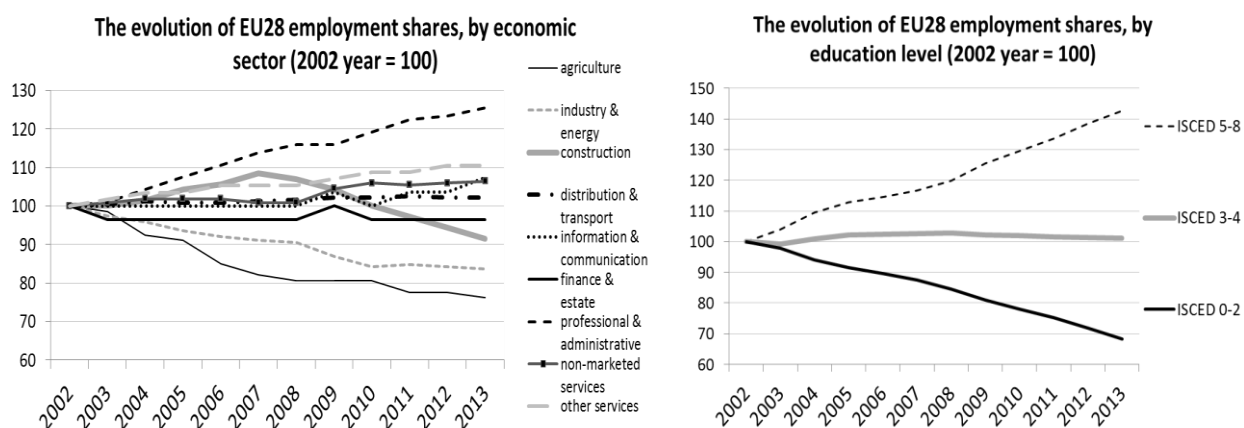 The evolution of EU28 employment shares, by economic
sector (2002 year = 100)
130
120
110
100
90
80
70
60
2002
2003
2004
2005
2006
2007
2008
2009
2010
2011
2012
2013
agriculture
industry &
energy
construction
distribution &
transport
information &
communication
finance &
estate
professional &
administrative
non-marketed
services
other services
The evolution of EU28 employment shares, by
education level (2002 year = 100)
150
140
130
120
110
100
90
80
70
60
2002
2003
2004
2005
2006
2007
2008
2009
2010
2011
2012
2013
ISCED 5-8
ISCED 3-4
ISCED 0-2